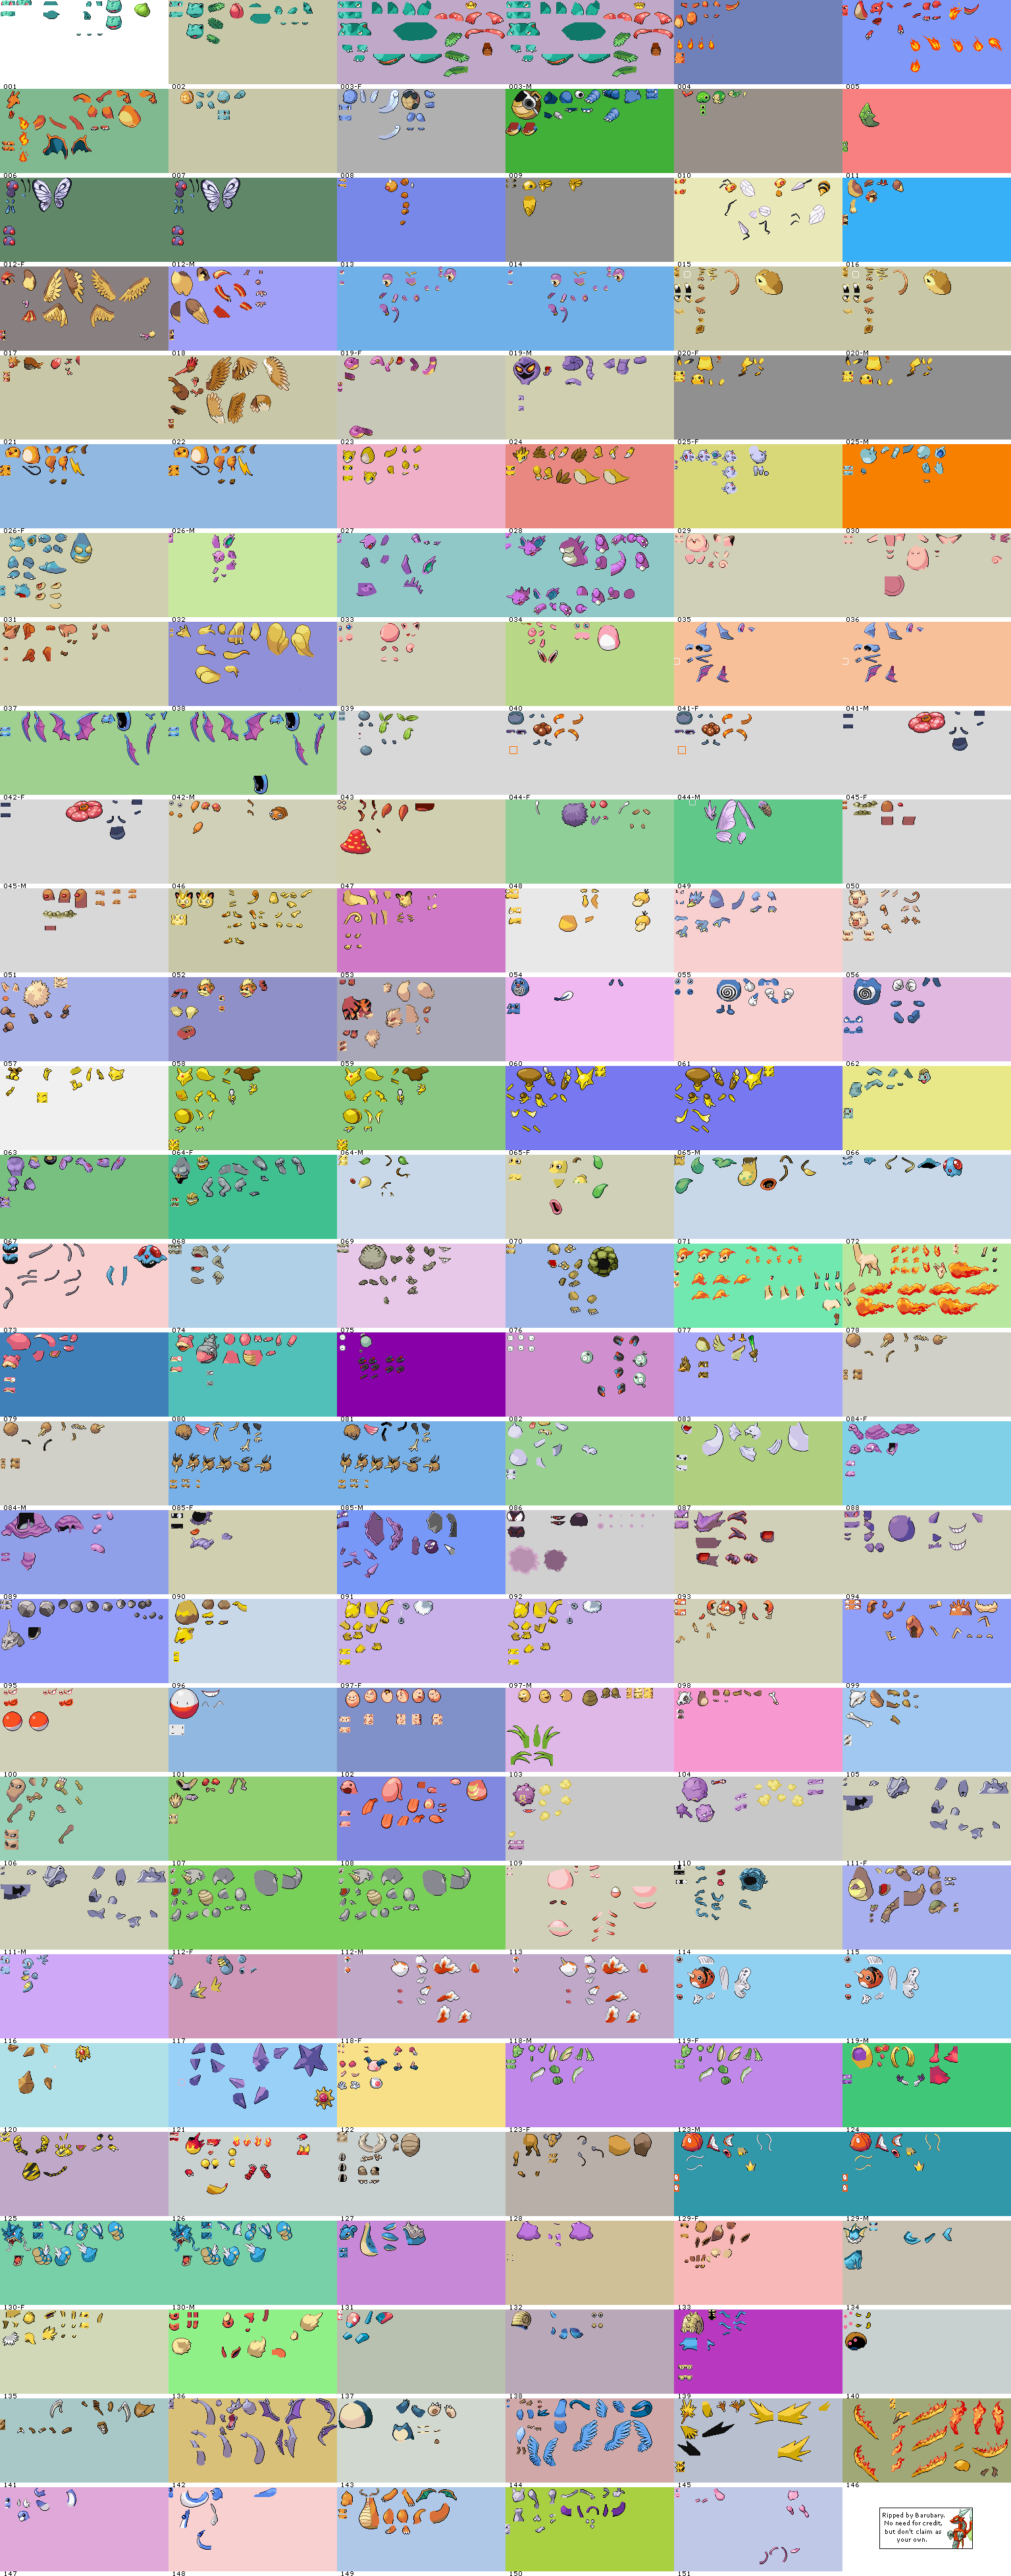 001 002 003-F 003-M 004 005
006 007 008 009 010 011
012-F 012-M 013 014 015 016
017 018 019-F 019-M 020-F 020-M
021 022 023 024 025-F 025-M
026-F 026-M 027 028 029 030
031 032 033 034 035 036
037 038 039 040 041-F 041-M
042-F 042-M 043 044-F 044-M 045-F
045-M 046 047 048 049 050
051 052 053 054 055 056
057 058 059 060 061 062
063 064-F 064-M 065-F 065-M 066
067 068 069 070 071 072
073 074 075 076 077 078
079 080 081 082 083 084-F
084-M 085-F 085-M 086 087 088
089 090 091 092 093 094
095 096 097-F 097-M 098 099
100 101 102 103 104 105
106 107 108 109 110 111-F
111-M 112-F 112-M 113 114 115
116 117 118-F 118-M 119-F 119-M
120 121 122 123-F 123-M 124
125 126 127 128 129-F 129-M
130-F 130-M 131 132 133 134
135 136 137 138 139 140
141 142 143 144 145 146
147 148 149 150 151
Ripped by Barubary.
No need for credit,
but don't claim as
your own.